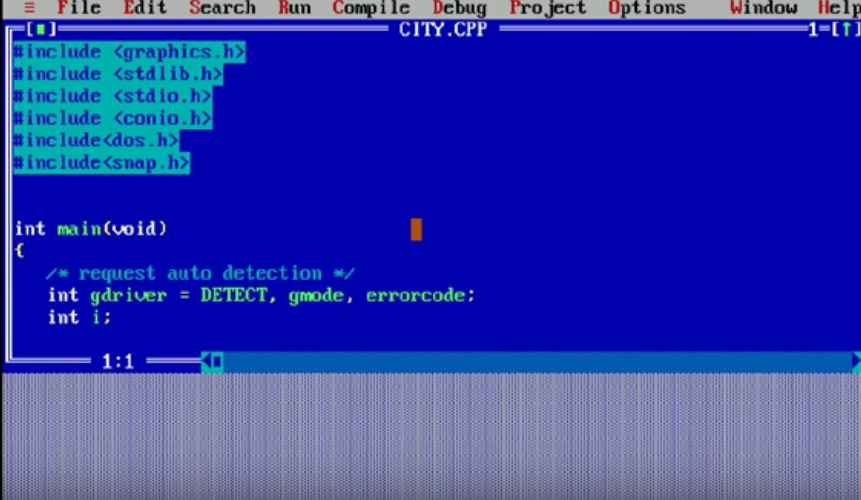 ≡ File Edit Search Run Compile Debug Project Options Window Help
[■] CITY.CPP 1=[↑]
#include <graphics.h>
#include <stdlib.h>
#include <stdio.h>
#include <conio.h>
#include<dos.h>
#include<snap.h>
int main(void)
{
/* request auto detection */
int gdriver = DETECT, gmode, errorcode;
int i;
1:1